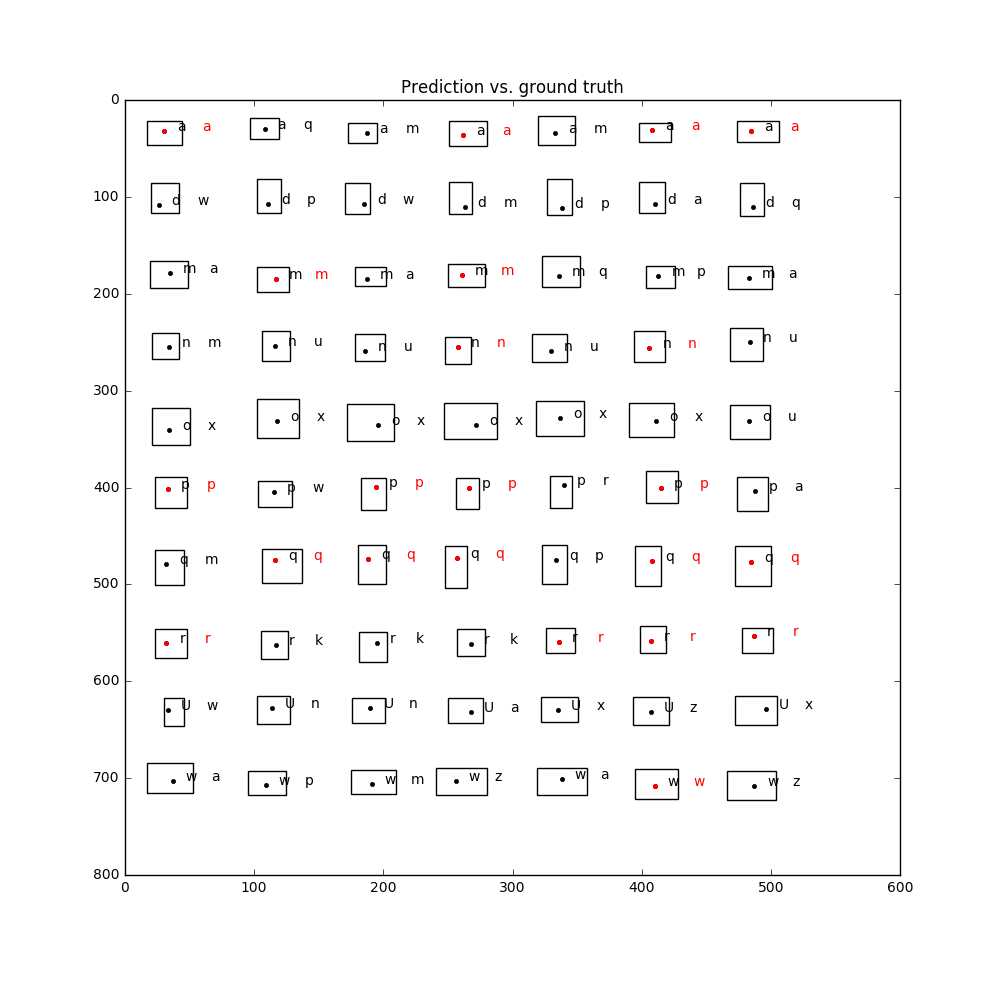 Prediction vs. ground truth
0
a a a q a m a a a m a a a a
100
d w d p d w d m d p d a d q
m a m m m a m m m q m p m a
200
n m n u n u n n n u n n n u
300
o x o x o x o x o x o x o u
400
p p p w p p p p p r p p p a
q m q q q q q q q p q q q q
500
r r r k r k r k r r r r r r
600
U w U n U n U a U x U z U x
700
w a w p w m w z w a w w w z
800
0 100 200 300 400 500 600